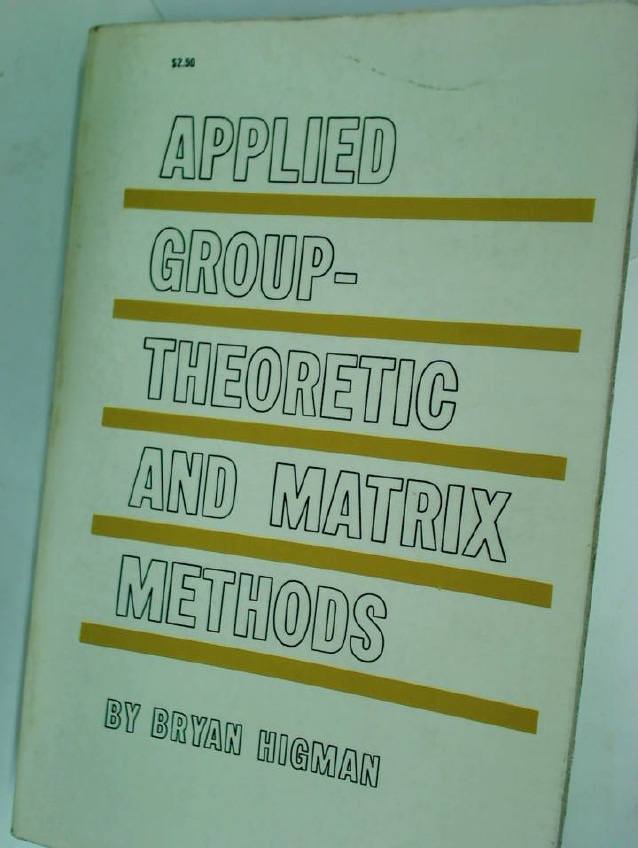 $2.50
APPLIED
GROUP-
THEORETIC
AND MATRIX
METHODS
BY BRYAN HIGMAN